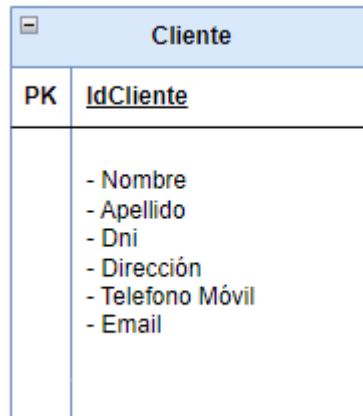 Cliente
PK IdCliente
- Nombre
- Apellido
- Dni
- Dirección
- Telefono Móvil
- Email